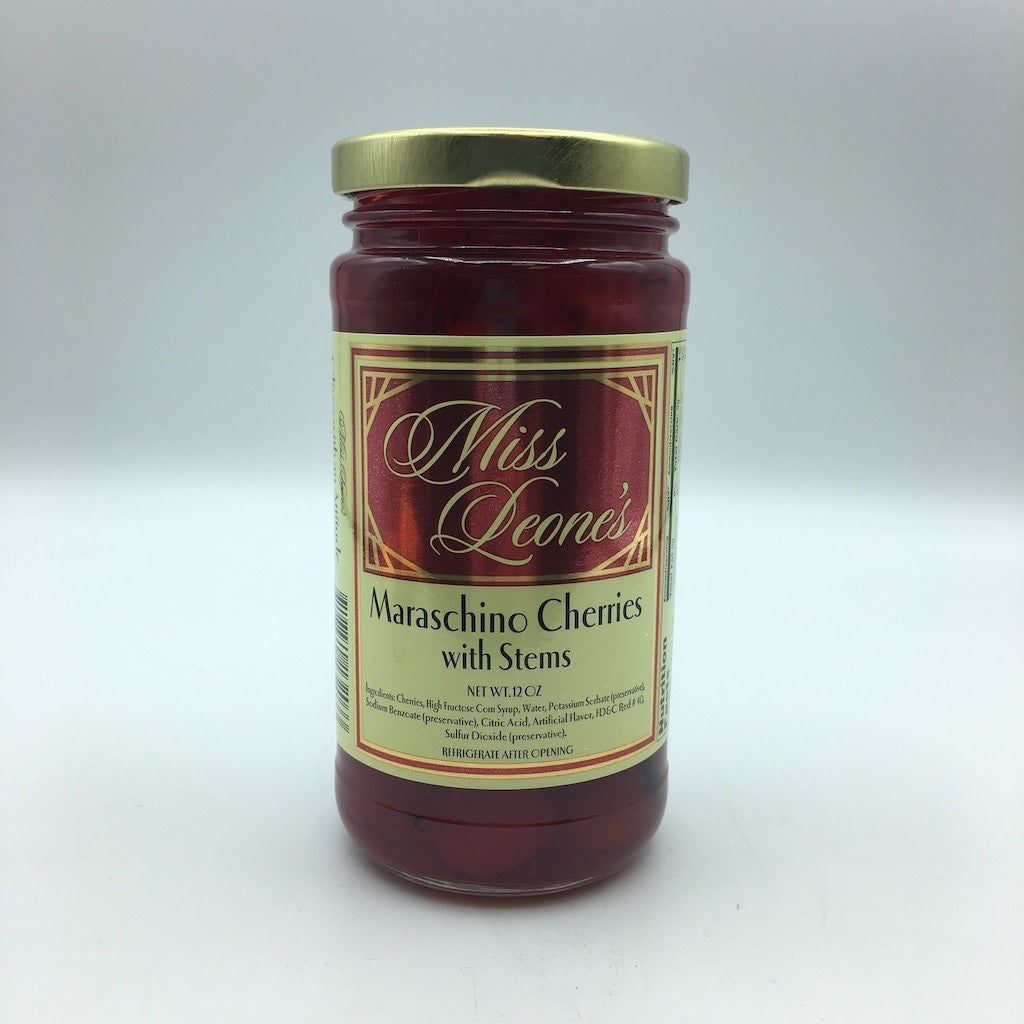 Miss
Leone's
Maraschino Cherries
with Stems
NET WT. 12 OZ
Ingredients: Cherries, High Fructose Corn Syrup, Water, Potassium Sorbate (preservative),
Sodium Benzoate (preservative), Citric Acid, Artificial Flavor, FD&C Red # 40,
Sulfur Dioxide (preservative).
REFRIGERATE AFTER OPENING
Nutrition